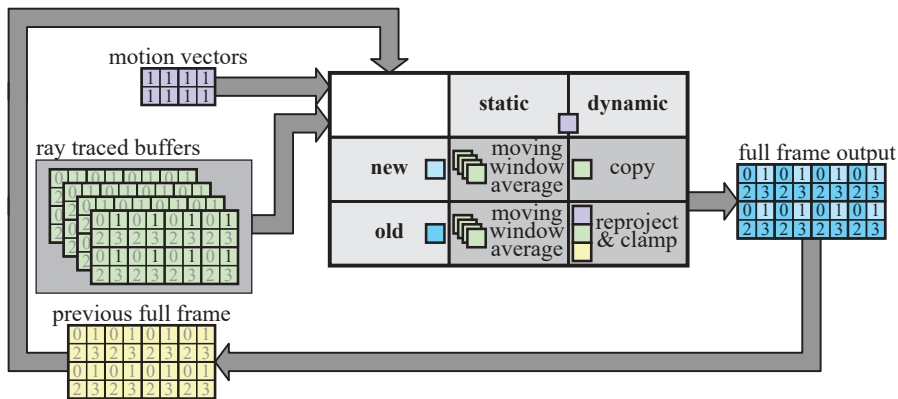 motion vectors
1 1 1 1
1 1 1 1
static
dynamic
ray traced buffers
0 1 0 1 0 1 0 1
2 3 2 3 2 3 2 3
0 1 0 1 0 1 0 1
2 3 2 3 2 3 2 3
new
moving
window
average
copy
old
moving
window
average
reproject
& clamp
full frame output
0 1 0 1 0 1 0 1
2 3 2 3 2 3 2 3
0 1 0 1 0 1 0 1
2 3 2 3 2 3 2 3
previous full frame
0 1 0 1 0 1 0 1
2 3 2 3 2 3 2 3
0 1 0 1 0 1 0 1
2 3 2 3 2 3 2 3